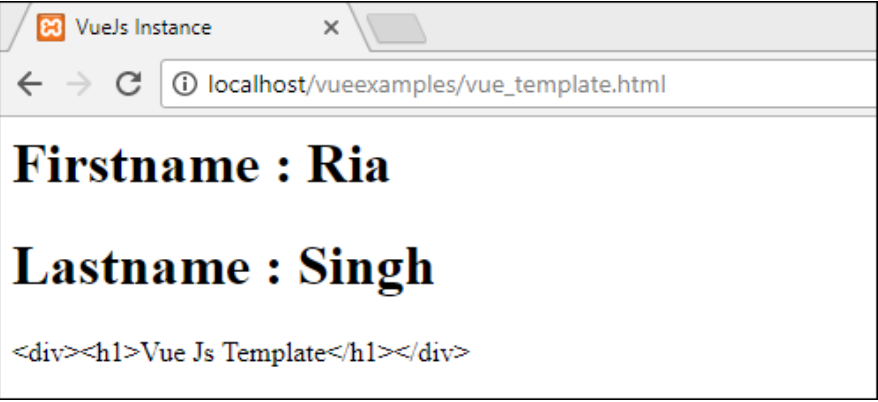 VueJs Instance
localhost/vueexamples/vue_template.html
Firstname : Ria
Lastname : Singh
<div><h1>Vue Js Template</h1></div>